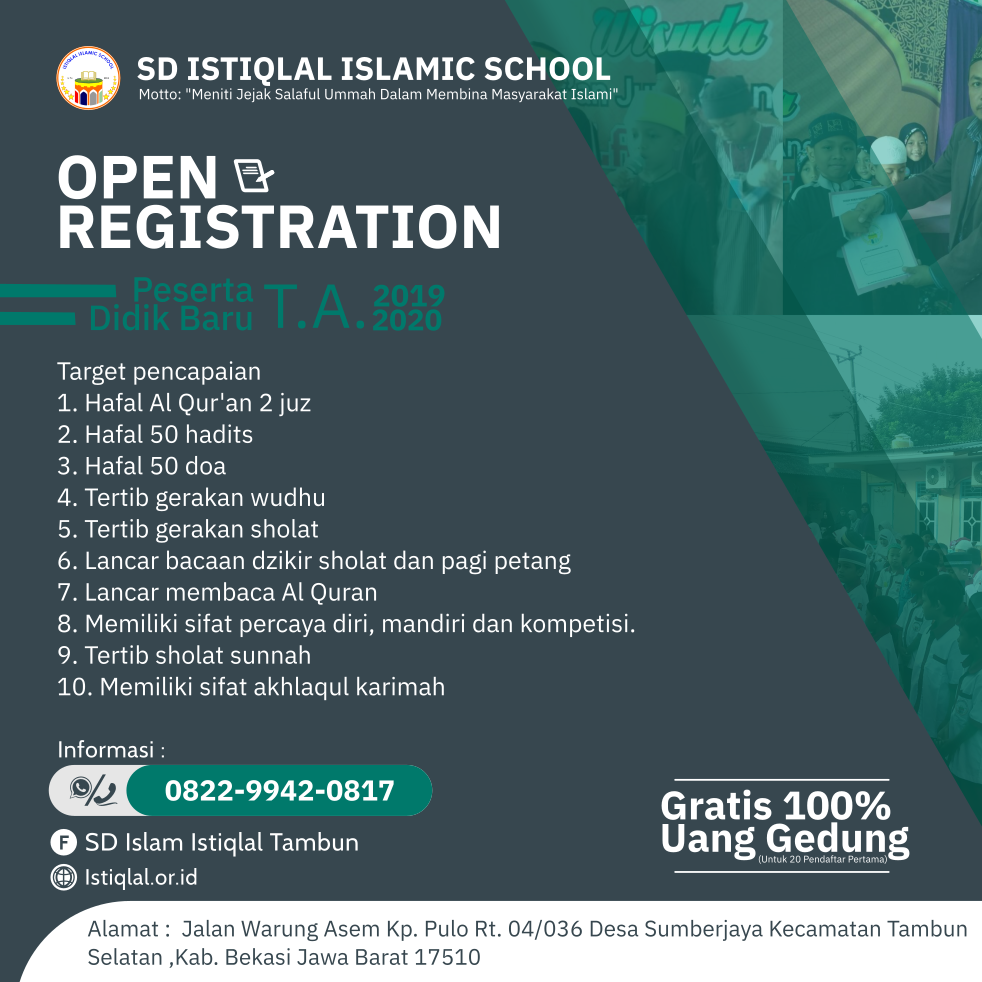 ISTIQLAL ISLAMIC SCHOOL
SD ISTIQLAL ISLAMIC SCHOOL
Motto: "Meniti Jejak Salaful Ummah Dalam Membina Masyarakat Islami"
Wisuda
OPEN
REGISTRATION
Peserta
Didik Baru
T.A.
2019
2020
Target pencapaian
1. Hafal Al Qur'an 2 juz
2. Hafal 50 hadits
3. Hafal 50 doa
4. Tertib gerakan wudhu
5. Tertib gerakan sholat
6. Lancar bacaan dzikir sholat dan pagi petang
7. Lancar membaca Al Quran
8. Memiliki sifat percaya diri, mandiri dan kompetisi.
9. Tertib sholat sunnah
10. Memiliki sifat akhlaqul karimah
Informasi :
0822-9942-0817
F SD Islam Istiqlal Tambun
Istiqlal.or.id
Gratis 100%
Uang Gedung
(Untuk 20 Pendaftar Pertama)
Alamat : Jalan Warung Asem Kp. Pulo Rt. 04/036 Desa Sumberjaya Kecamatan Tambun
Selatan ,Kab. Bekasi Jawa Barat 17510